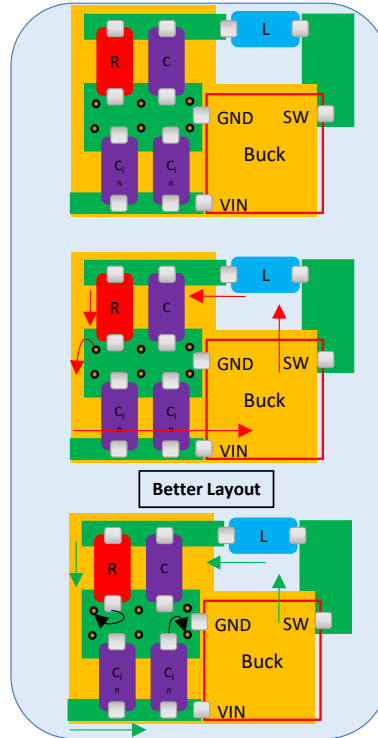 L
R C
GND SW
Buck
Ci Ci
n n
VIN
L
R C
GND SW
Buck
Ci Ci
n n
VIN
Better Layout
L
R C
GND SW
Buck
Ci Ci
n n
VIN